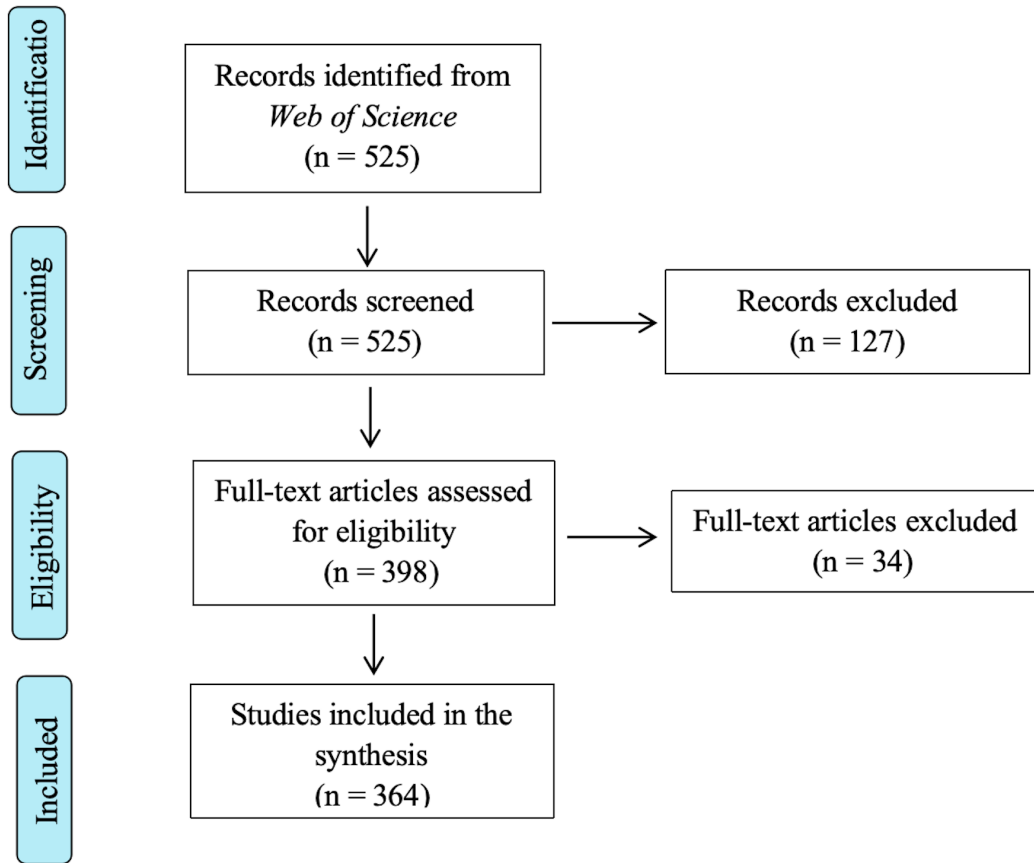 Identificatio
Records identified from
Web of Science
(n = 525)
Screening
Records screened
(n = 525)
Records excluded
(n = 127)
Eligibility
Full-text articles assessed
for eligibility
(n = 398)
Full-text articles excluded
(n = 34)
Included
Studies included in the
synthesis
(n = 364)